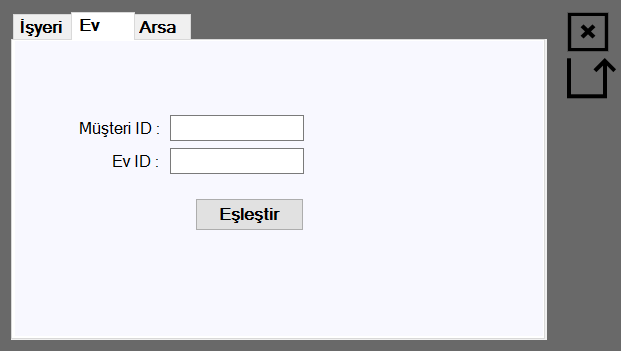 İşyeri Ev Arsa
Müşteri ID :
Ev ID :
Eşleştir